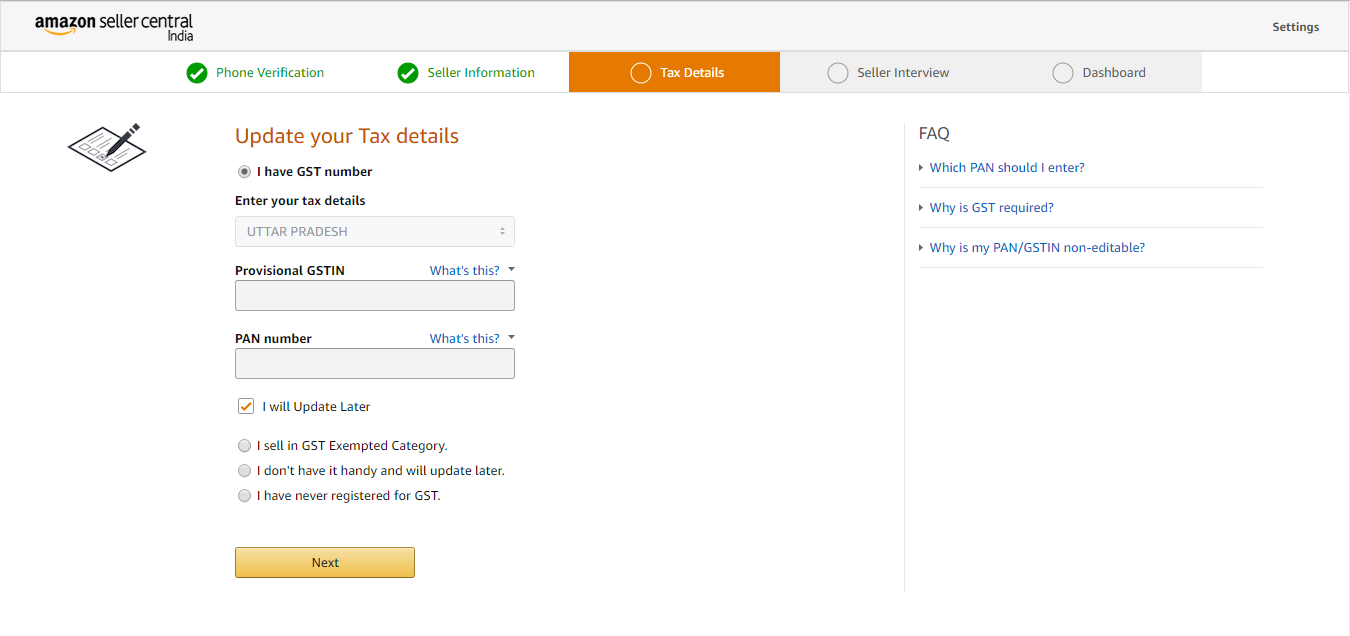 amazon seller central
India
Settings
Phone Verification
Seller Information
Tax Details
Seller Interview
Dashboard
Update your Tax details
I have GST number
Enter your tax details
UTTAR PRADESH
Provisional GSTIN What's this?
PAN number What's this?
I will Update Later
I sell in GST Exempted Category.
I don't have it handy and will update later.
I have never registered for GST.
Next
FAQ
Which PAN should I enter?
Why is GST required?
Why is my PAN/GSTIN non-editable?